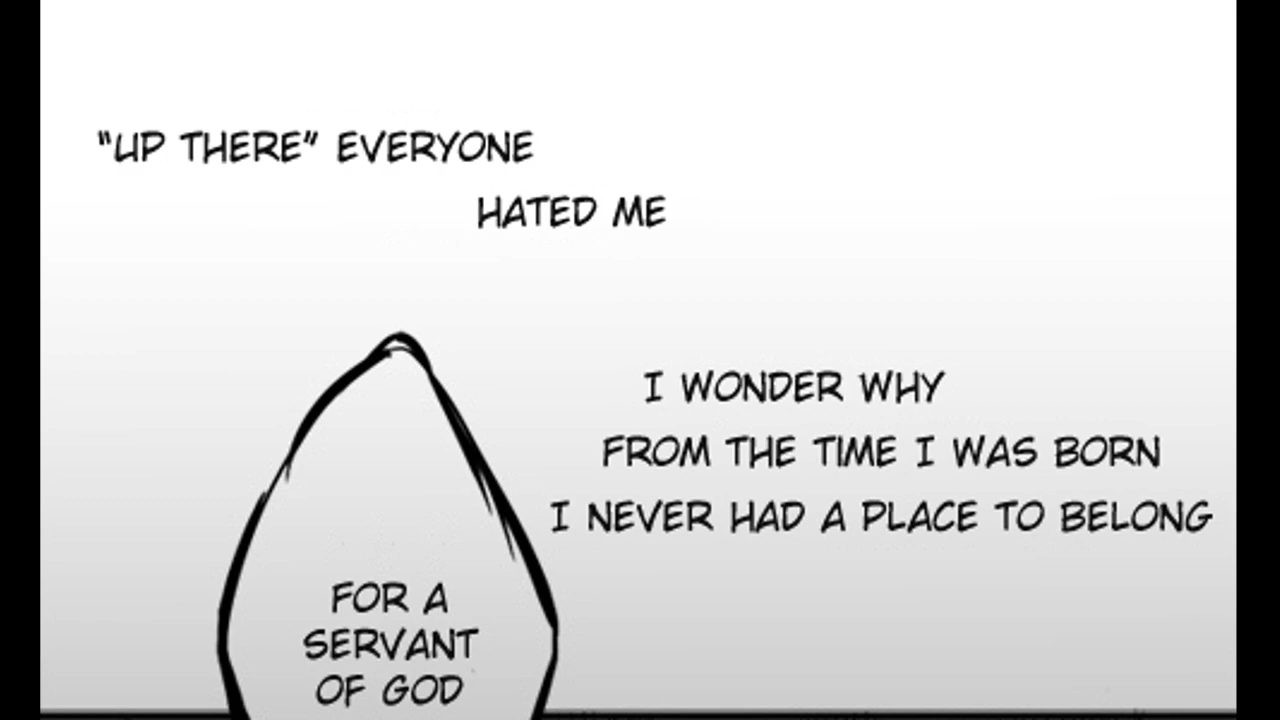 “UP THERE” EVERYONE
HATED ME
I WONDER WHY
FROM THE TIME I WAS BORN
I NEVER HAD A PLACE TO BELONG
FOR A
SERVANT
OF GOD